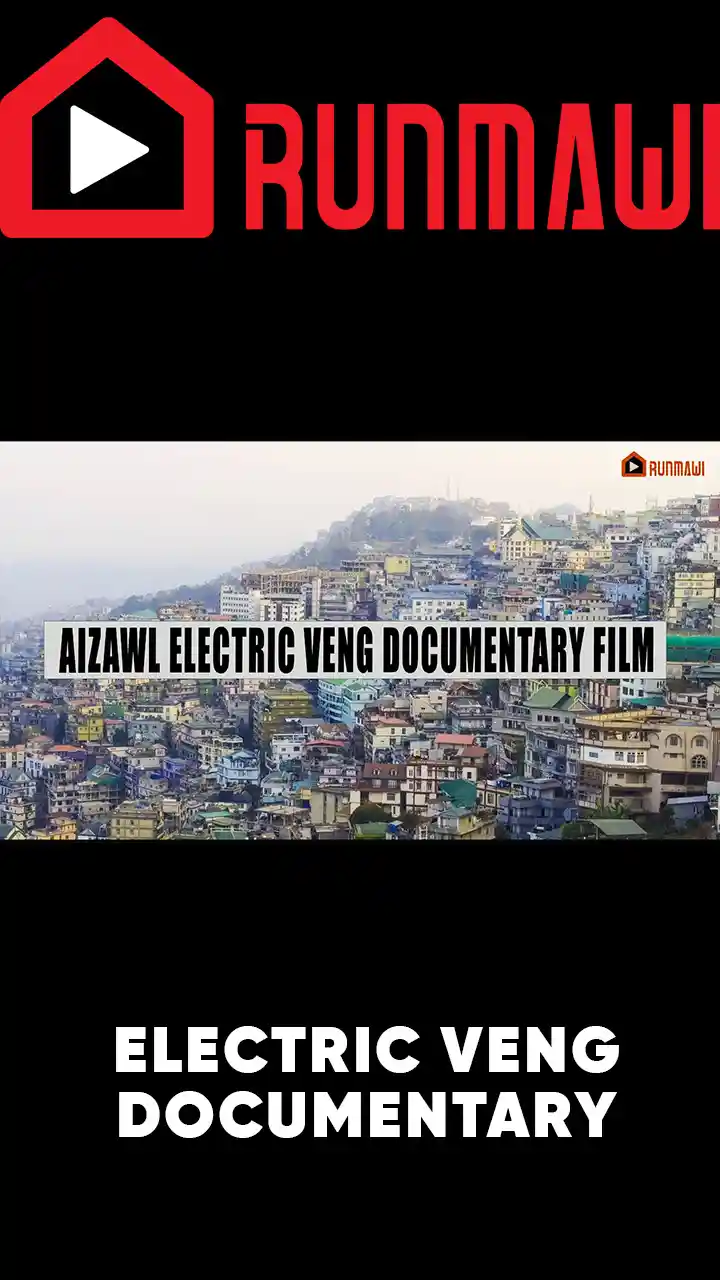 RUNMAWI
RUNMAWI
AIZAWL ELECTRIC VENG DOCUMENTARY FILM
ELECTRIC VENG
DOCUMENTARY